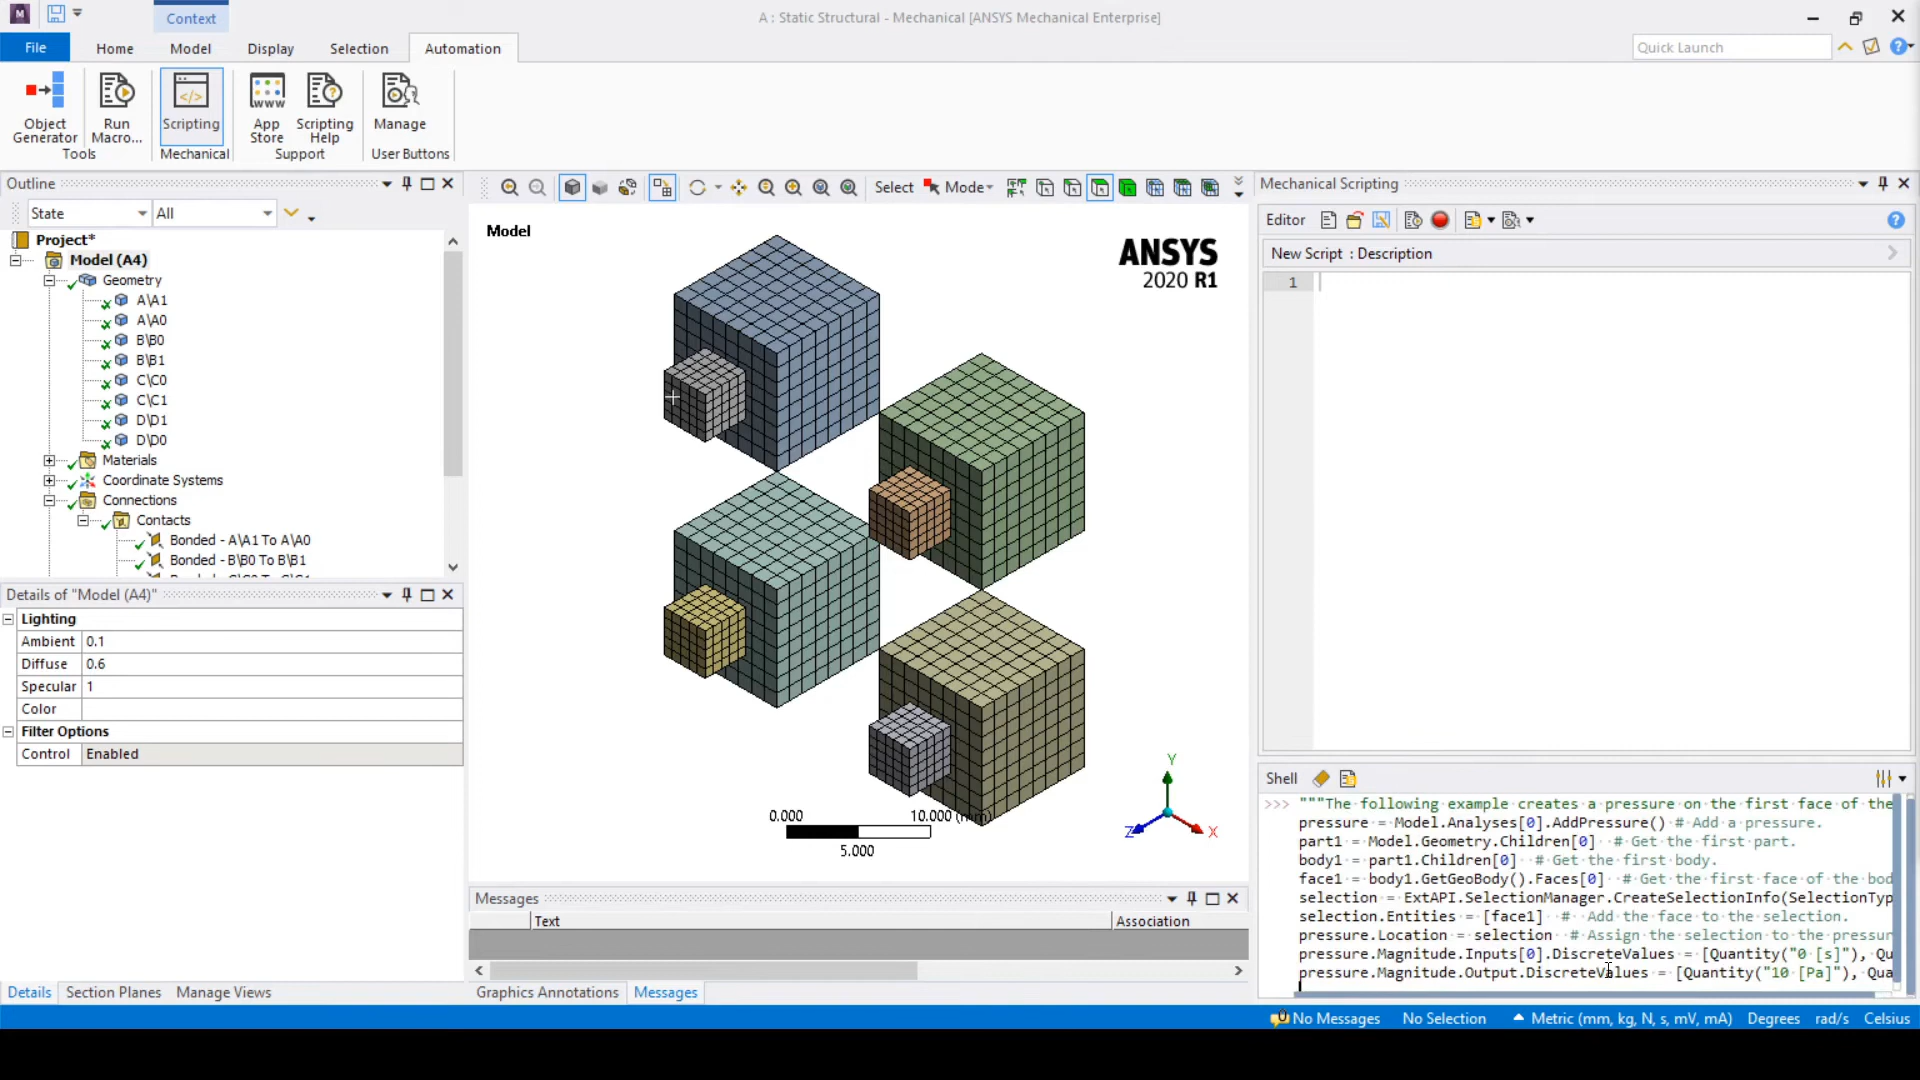 Context
A : Static Structural - Mechanical [ANSYS Mechanical Enterprise]
File
Home
Model
Display
Selection
Automation
Quick Launch
Object Generator
Run Macro...
Scripting
App Store
Scripting Help
Manage
Tools
Mechanical
Support
User Buttons
Outline
State
All
Project*
Model (A4)
Geometry
A\A1
A\A0
B\B0
B\B1
C\C0
C\C1
D\D1
D\D0
Materials
Coordinate Systems
Connections
Contacts
Bonded - A\A1 To A\A0
Bonded - B\B0 To B\B1
Details of "Model (A4)"
Lighting
Ambient 0.1
Diffuse 0.6
Specular 1
Color
Filter Options
Control Enabled
Details
Section Planes
Manage Views
Select
Mode
Model
ANSYS
2020 R1
0.000
10.000 (mm)
5.000
Y
Z
X
Messages
Text
Association
Graphics Annotations
Messages
Mechanical Scripting
Editor
New Script : Description
1
Shell
>>> """The following example creates a pressure on the first face of the
pressure = Model.Analyses[0].AddPressure() # Add a pressure.
part1 = Model.Geometry.Children[0] # Get the first part.
body1 = part1.Children[0] # Get the first body.
face1 = body1.GetGeoBody().Faces[0] # Get the first face of the bod
selection = ExtAPI.SelectionManager.CreateSelectionInfo(SelectionTyp
selection.Entities = [face1] # Add the face to the selection.
pressure.Location = selection # Assign the selection to the pressur
pressure.Magnitude.Inputs[0].DiscreteValues = [Quantity("0 [s]"), Qu
pressure.Magnitude.Output.DiscreteValues = [Quantity("10 [Pa]"), Qua
No Messages
No Selection
Metric (mm, kg, N, s, mV, mA)
Degrees
rad/s
Celsius